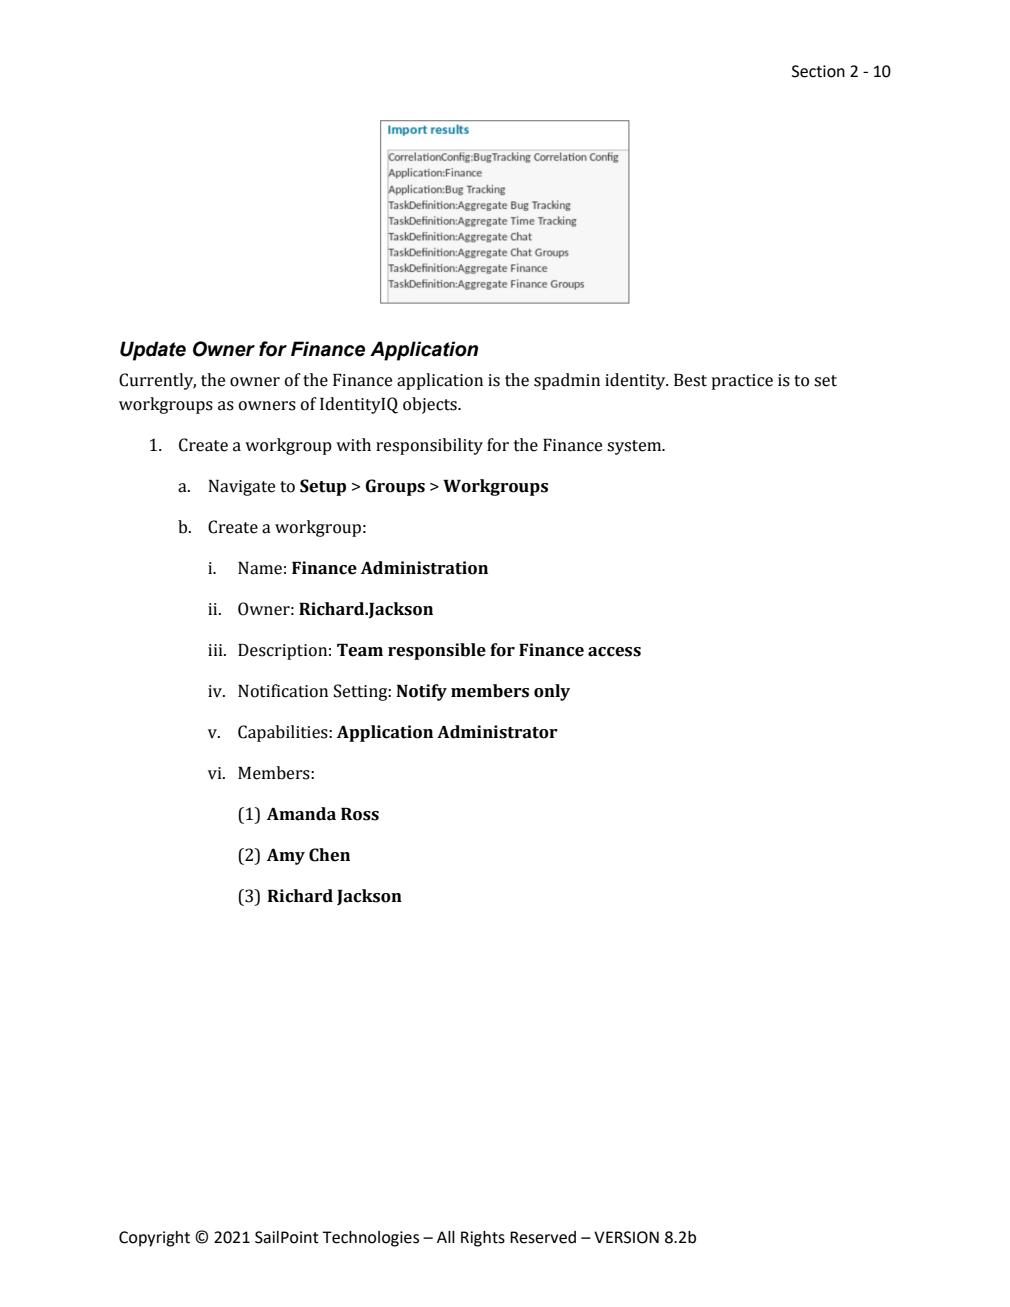 Section 2 - 10
Import results
CorrelationConfig:BugTracking Correlation Config
Application:Finance
Application:Bug Tracking
TaskDefinition:Aggregate Bug Tracking
TaskDefinition:Aggregate Time Tracking
TaskDefinition:Aggregate Chat
TaskDefinition:Aggregate Chat Groups
TaskDefinition:Aggregate Finance
TaskDefinition:Aggregate Finance Groups
Update Owner for Finance Application
Currently, the owner of the Finance application is the spadmin identity. Best practice is to set
workgroups as owners of IdentityIQ objects.
1. Create a workgroup with responsibility for the Finance system.
a. Navigate to Setup > Groups > Workgroups
b. Create a workgroup:
i. Name: Finance Administration
ii. Owner: Richard.Jackson
iii. Description: Team responsible for Finance access
iv. Notification Setting: Notify members only
v. Capabilities: Application Administrator
vi. Members:
(1) Amanda Ross
(2) Amy Chen
(3) Richard Jackson
Copyright © 2021 SailPoint Technologies – All Rights Reserved – VERSION 8.2b